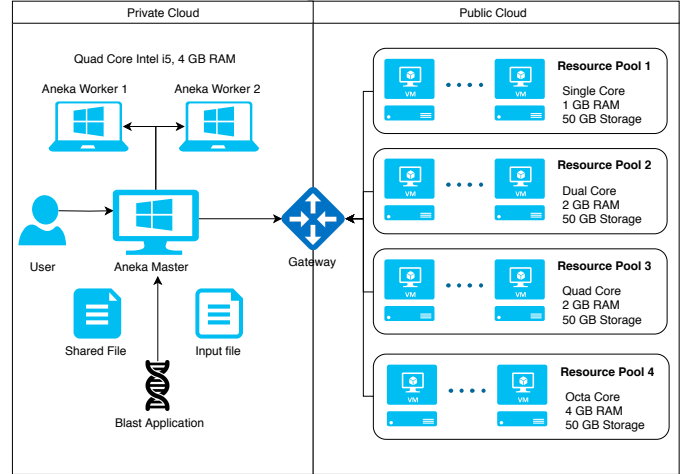 Private Cloud
Public Cloud
Quad Core Intel i5, 4 GB RAM
Aneka Worker 1
Aneka Worker 2
User
Aneka Master
Gateway
Shared File
Input file
Blast Application
VM
VM
Resource Pool 1
Single Core
1 GB RAM
50 GB Storage
VM
VM
Resource Pool 2
Dual Core
2 GB RAM
50 GB Storage
VM
VM
Resource Pool 3
Quad Core
2 GB RAM
50 GB Storage
VM
VM
Resource Pool 4
Octa Core
4 GB RAM
50 GB Storage